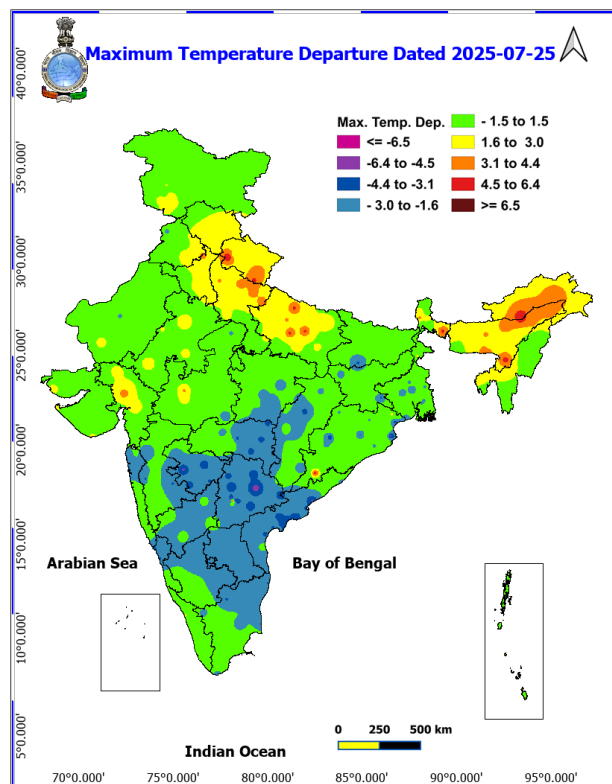 Maximum Temperature Departure Dated 2025-07-25
Max. Temp. Dep.
<= -6.5
-6.4 to -4.5
-4.4 to -3.1
- 3.0 to -1.6
- 1.5 to 1.5
1.6 to 3.0
3.1 to 4.4
4.5 to 6.4
>= 6.5
40°0.000'
35°0.000'
30°0.000'
25°0.000'
20°0.000'
15°0.000'
10°0.000'
5°0.000'
Arabian Sea
Bay of Bengal
Indian Ocean
0 250 500 km
70°0.000' 75°0.000' 80°0.000' 85°0.000' 90°0.000' 95°0.000'